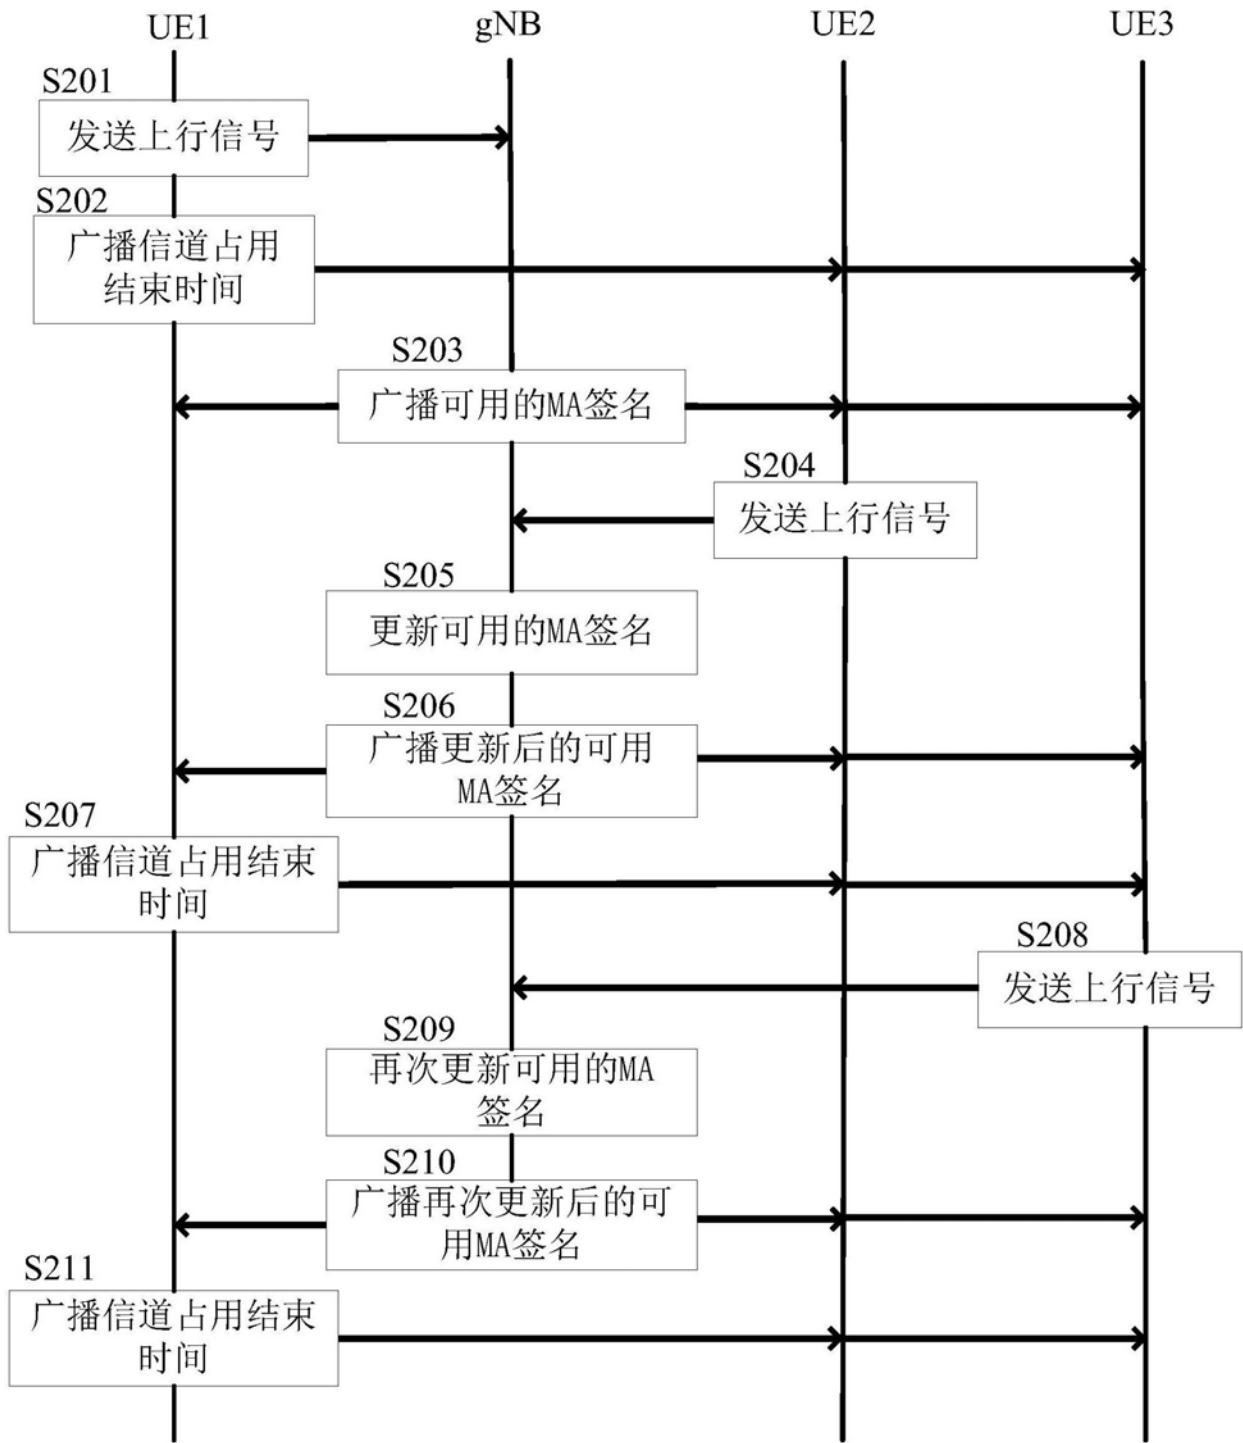 UE1 gNB UE2 UE3
S201
发送上行信号
S202
广播信道占用
结束时间
S203
广播可用的MA签名
S204
发送上行信号
S205
更新可用的MA签名
S206
广播更新后的可用
MA签名
S207
广播信道占用结束
时间
S208
发送上行信号
S209
再次更新可用的MA
签名
S210
广播再次更新后的可
用MA签名
S211
广播信道占用结束
时间